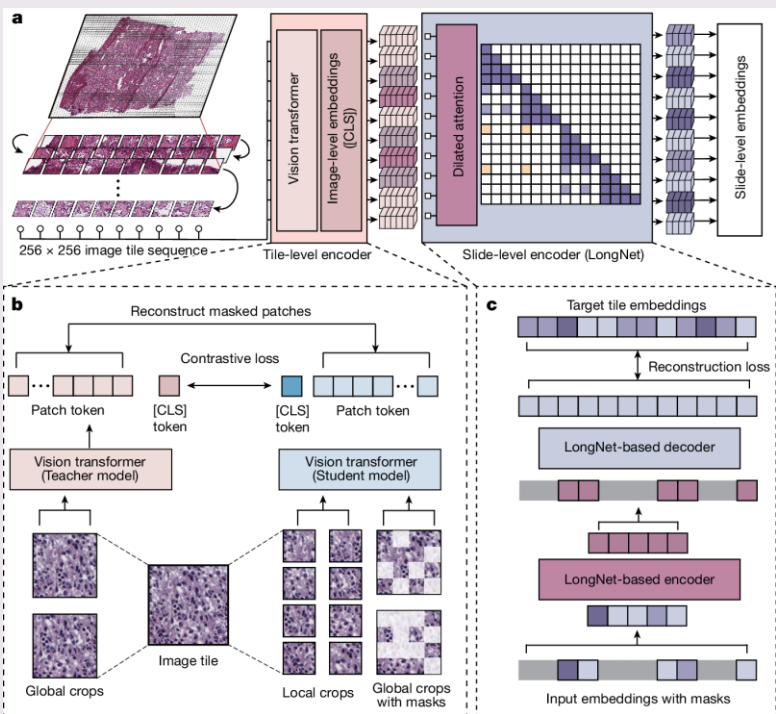 a
Vision transformer
Image-level embeddings
([CLS])
Dilated attention
Slide-level embeddings
256 × 256 image tile sequence
Tile-level encoder
Slide-level encoder (LongNet)
b
Reconstruct masked patches
Contrastive loss
Patch token
[CLS]
token
[CLS]
token
Patch token
Vision transformer
(Teacher model)
Vision transformer
(Student model)
Image tile
Global crops
Local crops
Global crops
with masks
c
Target tile embeddings
Reconstruction loss
LongNet-based decoder
LongNet-based encoder
Input embeddings with masks